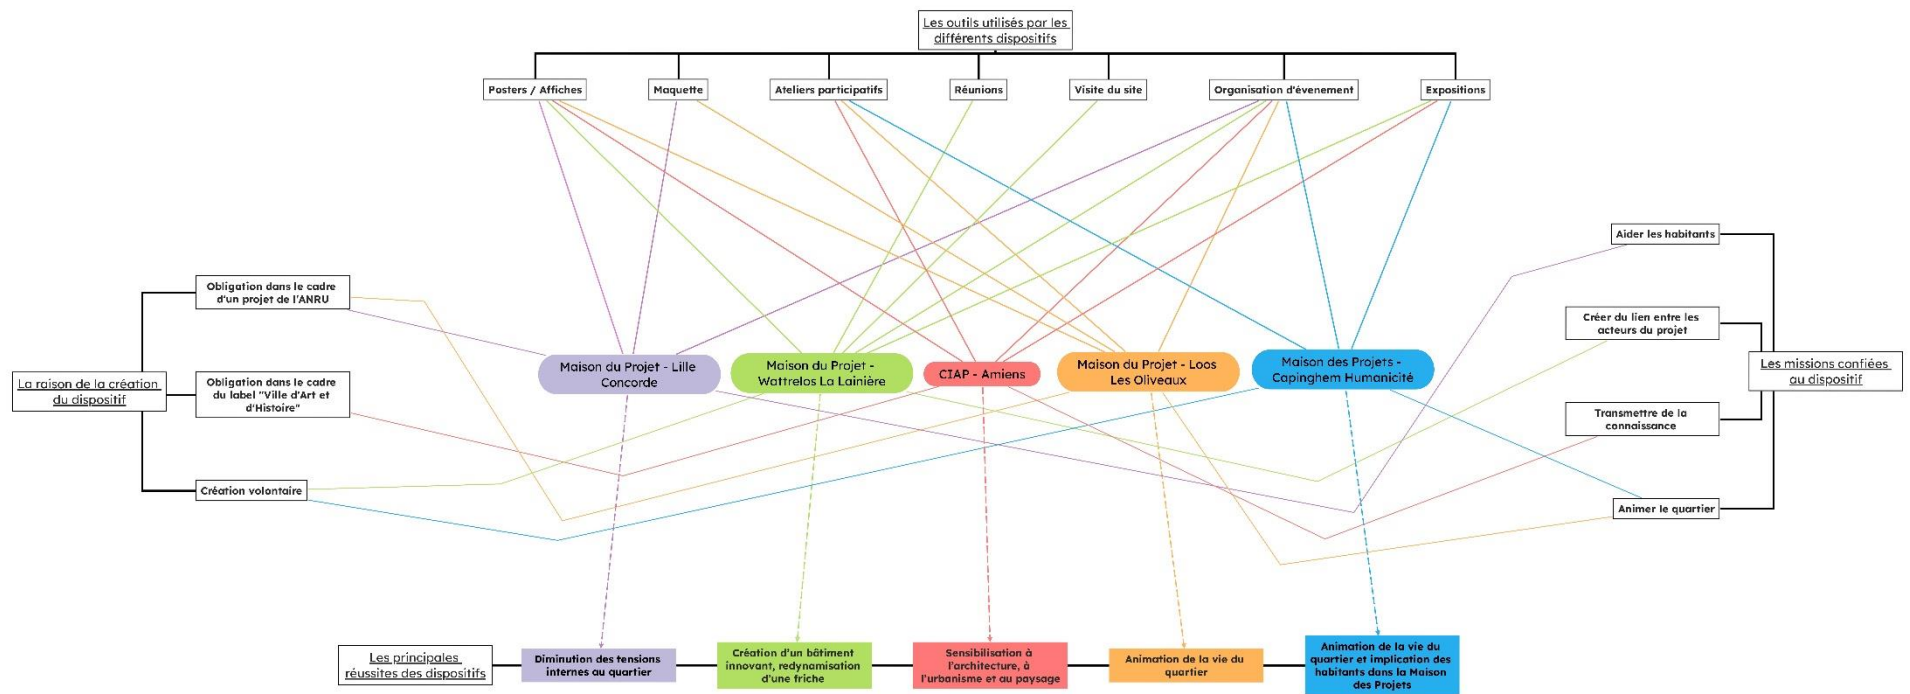 Les outils utilisés par les
différents dispositifs
Posters / Affiches
Maquette
Ateliers participatifs
Réunions
Visite du site
Organisation d'évenement
Expositions
Aider les habitants
Obligation dans le cadre
d'un projet de l'ANRU
Créer du lien entre les
acteurs du projet
La raison de la création
du dispositif
Obligation dans le cadre
du label "Ville d'Art et
d'Histoire"
Maison du Projet - Lille
Concorde
Maison du Projet -
Wattrelos La Lainière
CIAP - Amiens
Maison du Projet - Loos
Les Oliveaux
Maison des Projets -
Capinghem Humanicité
Les missions confiées
au dispositif
Transmettre de la
connaissance
Création volontaire
Animer le quartier
Les principales
réussites des dispositifs
Diminution des tensions
internes au quartier
Création d'un bâtiment
innovant, redynamisation
d'une friche
Sensibilisation à
l'architecture, à
l'urbanisme et au paysage
Animation de la vie du
quartier
Animation de la vie du
quartier et implication des
habitants dans la Maison
des Projets